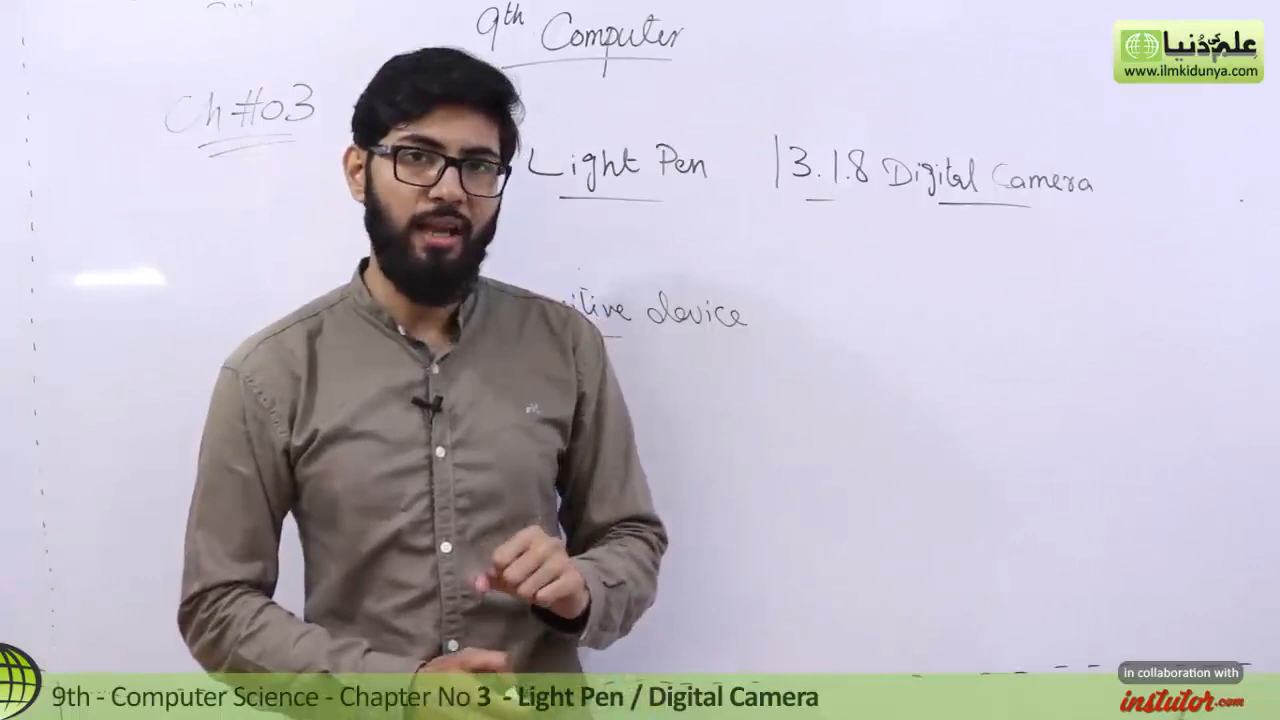 9th Computer
علم کی دُنیا
www.ilmkidunya.com
Ch #03
Light Pen | 3.1.8 Digital Camera
device
In collaboration with
instutor.com
9th - Computer Science - Chapter No 3 - Light Pen / Digital Camera